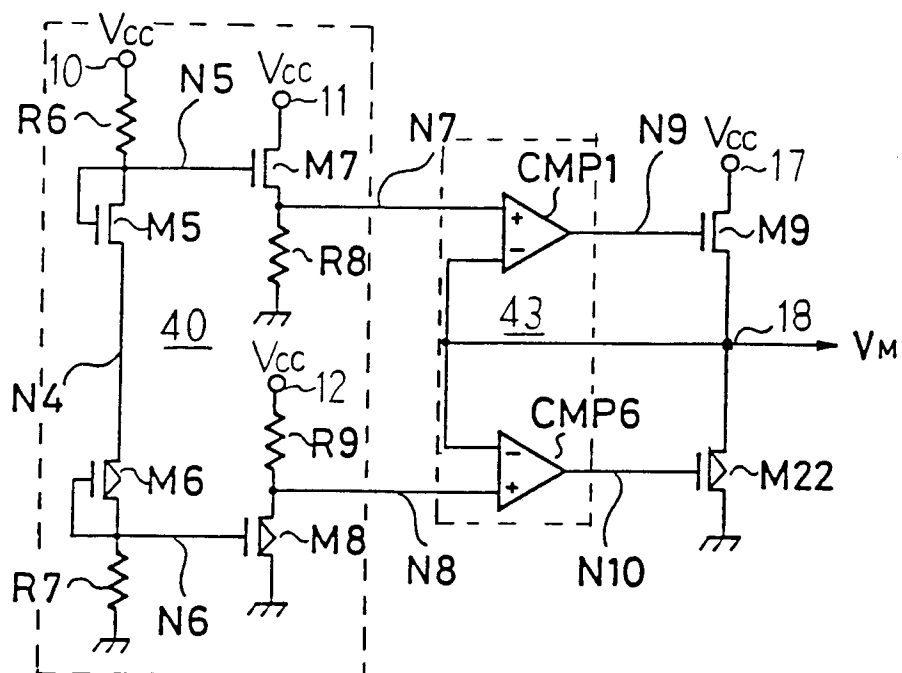 Vcc
10
R6
N5
Vcc
11
M7
M5
R8
40
N4
Vcc
12
R9
M6
M8
R7
N6
N7
CMP1
N9
Vcc
17
M9
43
18
VM
CMP6
M22
N8
N10
+
−
−
+